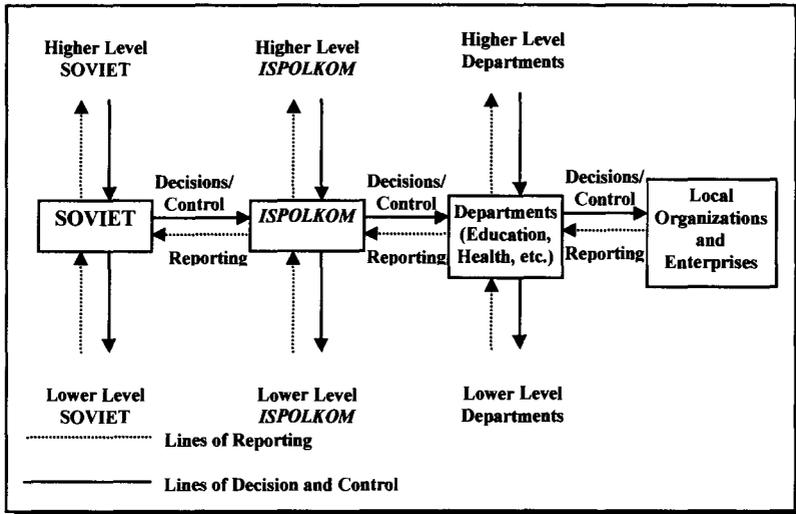 Higher Level
SOVIET
Higher Level
ISPOLKOM
Higher Level
Departments
Decisions/
Control
Decisions/
Control
Decisions/
Control
SOVIET
ISPOLKOM
Departments
(Education,
Health, etc.)
Local
Organizations
and
Enterprises
Reporting
Reporting
Reporting
Lower Level
SOVIET
Lower Level
ISPOLKOM
Lower Level
Departments
Lines of Reporting
Lines of Decision and Control